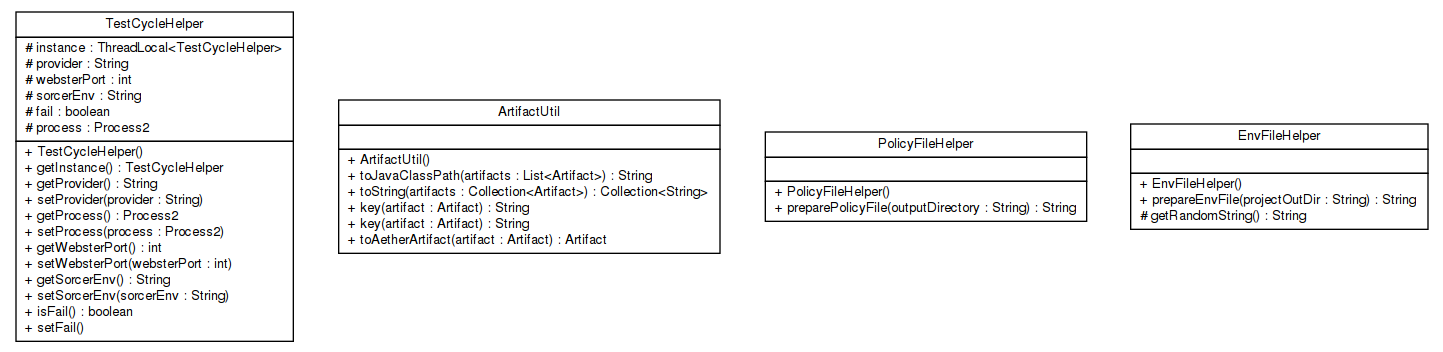 TestCycleHelper
# instance : ThreadLocal<TestCycleHelper>
# provider : String
# websterPort : int
# sorcerEnv : String
# fail : boolean
# process : Process2
+ TestCycleHelper()
+ getInstance() : TestCycleHelper
+ getProvider() : String
+ setProvider(provider : String)
+ getProcess() : Process2
+ setProcess(process : Process2)
+ getWebsterPort() : int
+ setWebsterPort(websterPort : int)
+ getSorcerEnv() : String
+ setSorcerEnv(sorcerEnv : String)
+ isFail() : boolean
+ setFail()
ArtifactUtil
+ ArtifactUtil()
+ toJavaClassPath(artifacts : List<Artifact>) : String
+ toString(artifacts : Collection<Artifact>) : Collection<String>
+ key(artifact : Artifact) : String
+ key(artifact : Artifact) : String
+ toAetherArtifact(artifact : Artifact) : Artifact
PolicyFileHelper
+ PolicyFileHelper()
+ preparePolicyFile(outputDirectory : String) : String
EnvFileHelper
+ EnvFileHelper()
+ prepareEnvFile(projectOutDir : String) : String
# getRandomString() : String